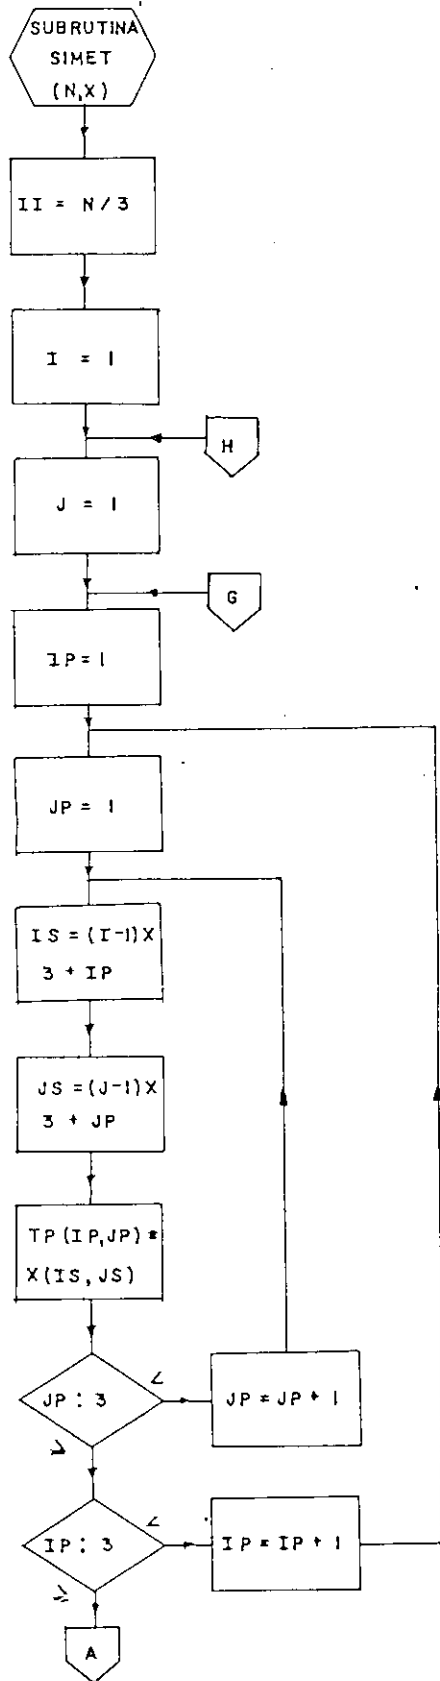 SUBRUTINA
SIMET
(N,X)
II = N/3
I = 1
H
J = 1
G
IP=1
JP = 1
IS=(I-1)X
3 + IP
JS=(J-1)X
3 + JP
TP(IP,JP)=
X(IS,JS)
JP : 3
<
JP = JP + 1
≥
IP : 3
<
IP = IP + 1
≥
A